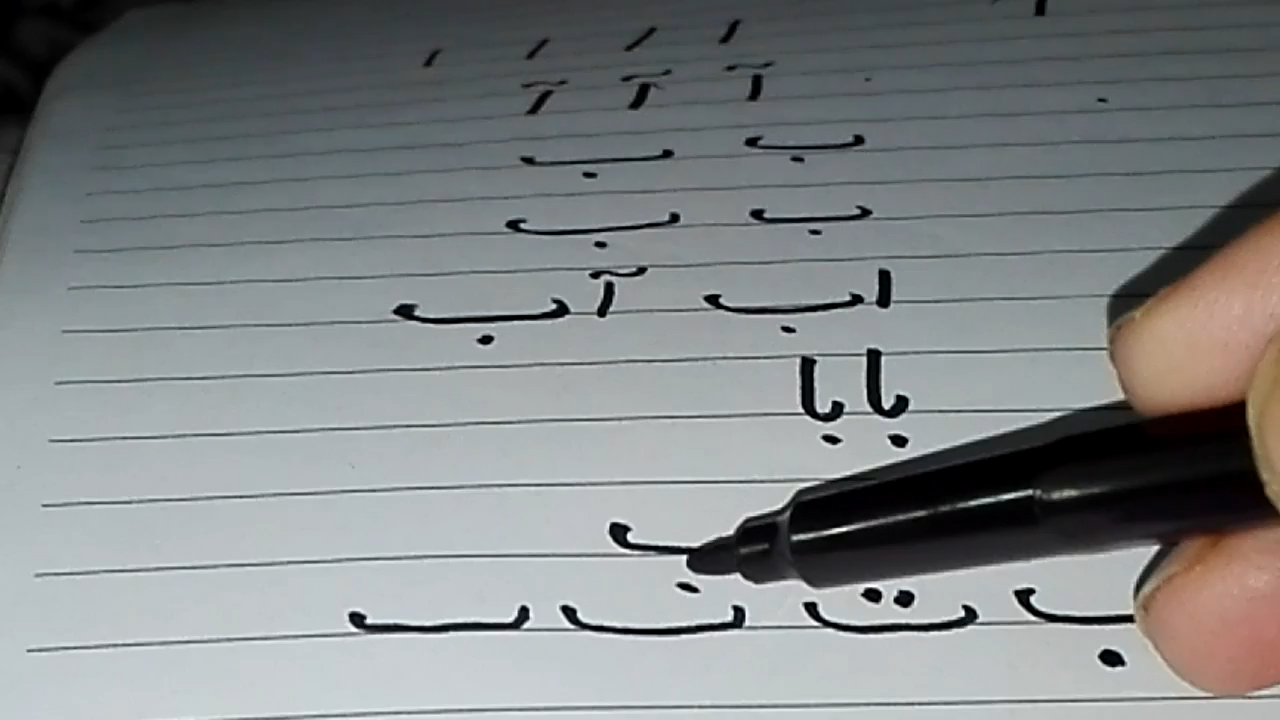 ا ا ا ا
آ آ آ
ب ب
ب ب
اب آب
بابا
ب
ب ت